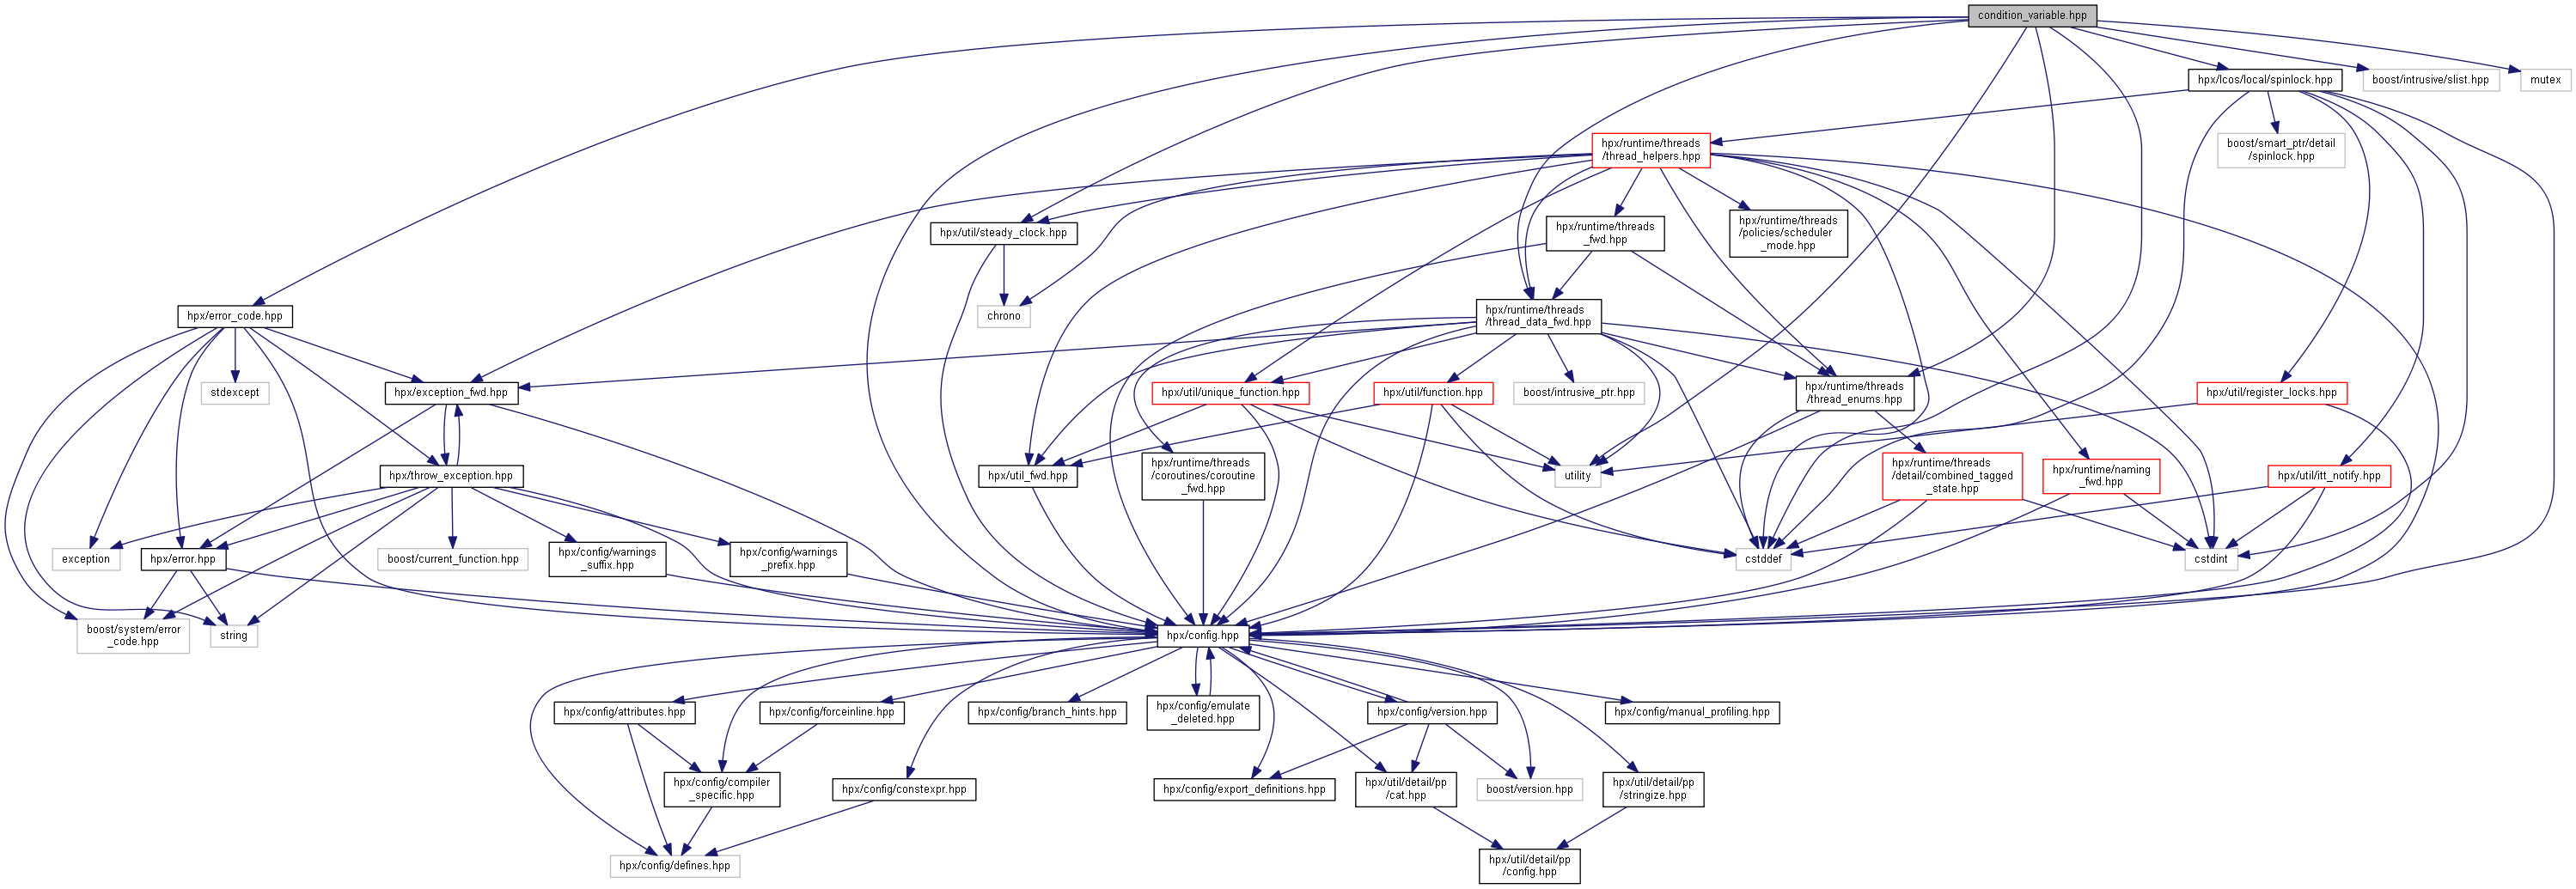 condition_variable.hpp
hpx/lcos/local/spinlock.hpp
boost/intrusive/slist.hpp
mutex
hpx/runtime/threads
/thread_helpers.hpp
boost/smart_ptr/detail
/spinlock.hpp
hpx/util/steady_clock.hpp
hpx/runtime/threads
_fwd.hpp
hpx/runtime/threads
/policies/scheduler
_mode.hpp
hpx/error_code.hpp
chrono
hpx/runtime/threads
/thread_data_fwd.hpp
stdexcept
hpx/exception_fwd.hpp
hpx/util/unique_function.hpp
hpx/util/function.hpp
boost/intrusive_ptr.hpp
hpx/runtime/threads
/thread_enums.hpp
hpx/util/register_locks.hpp
hpx/throw_exception.hpp
hpx/util_fwd.hpp
hpx/runtime/threads
/coroutines/coroutine
_fwd.hpp
utility
hpx/runtime/threads
/detail/combined_tagged
_state.hpp
hpx/runtime/naming
_fwd.hpp
hpx/util/itt_notify.hpp
exception
hpx/error.hpp
boost/current_function.hpp
hpx/config/warnings
_suffix.hpp
hpx/config/warnings
_prefix.hpp
cstddef
cstdint
boost/system/error
_code.hpp
string
hpx/config.hpp
hpx/config/attributes.hpp
hpx/config/forceinline.hpp
hpx/config/branch_hints.hpp
hpx/config/emulate
_deleted.hpp
hpx/config/version.hpp
hpx/config/manual_profiling.hpp
hpx/config/compiler
_specific.hpp
hpx/config/constexpr.hpp
hpx/config/export_definitions.hpp
hpx/util/detail/pp
/cat.hpp
boost/version.hpp
hpx/util/detail/pp
/stringize.hpp
hpx/config/defines.hpp
hpx/util/detail/pp
/config.hpp